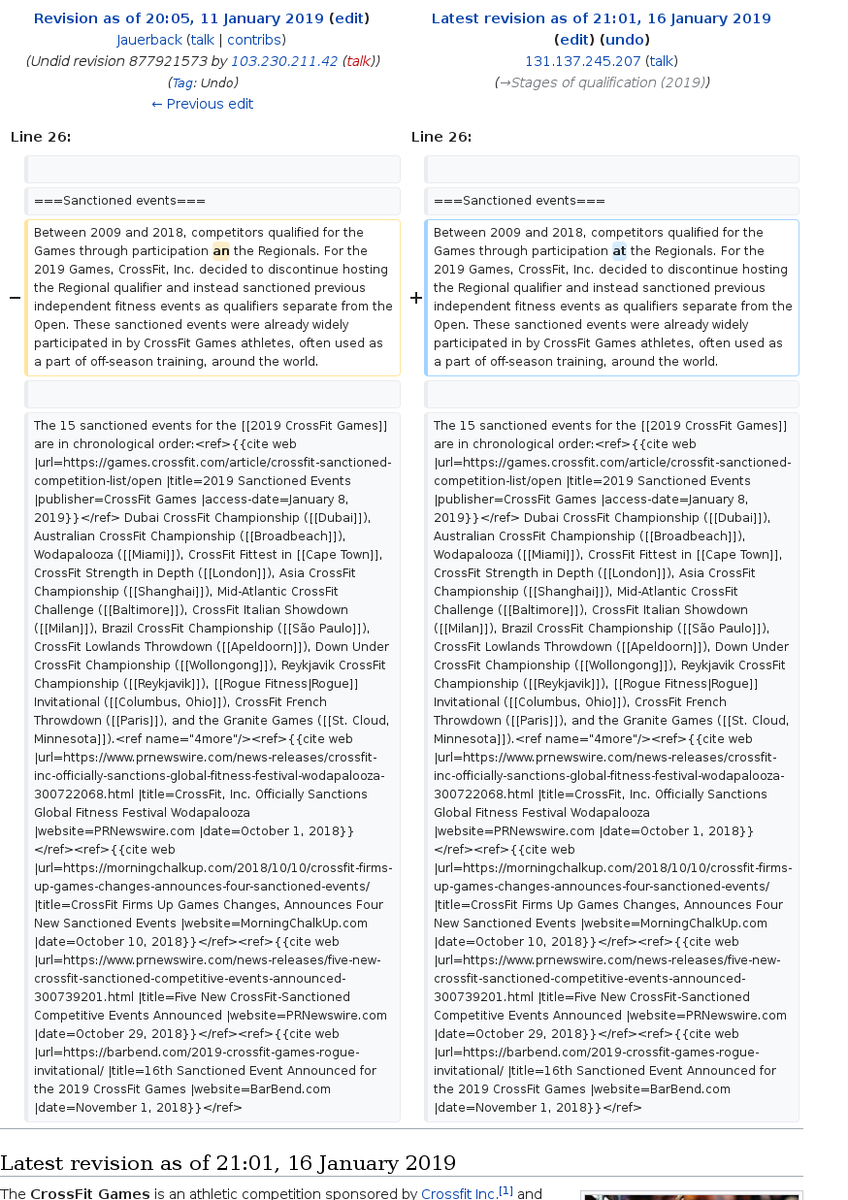 Revision as of 20:05, 11 January 2019 (edit)
Jauerback (talk | contribs)
(Undid revision 877921573 by 103.230.211.42 (talk))
(Tag: Undo)
← Previous edit
Latest revision as of 21:01, 16 January 2019
(edit) (undo)
131.137.245.207 (talk)
(→Stages of qualification (2019))
Line 26:
===Sanctioned events===
− Between 2009 and 2018, competitors qualified for the
Games through participation an the Regionals. For the
2019 Games, CrossFit, Inc. decided to discontinue hosting
the Regional qualifier and instead sanctioned previous
independent fitness events as qualifiers separate from the
Open. These sanctioned events were already widely
participated in by CrossFit Games athletes, often used as
a part of off-season training, around the world.
The 15 sanctioned events for the [[2019 CrossFit Games]]
are in chronological order:<ref>{{cite web
|url=https://games.crossfit.com/article/crossfit-sanctioned-
competition-list/open |title=2019 Sanctioned Events
|publisher=CrossFit Games |access-date=January 8,
2019}}</ref> Dubai CrossFit Championship ([[Dubai]]),
Australian CrossFit Championship ([[Broadbeach]]),
Wodapalooza ([[Miami]]), CrossFit Fittest in [[Cape Town]],
CrossFit Strength in Depth ([[London]]), Asia CrossFit
Championship ([[Shanghai]]), Mid-Atlantic CrossFit
Challenge ([[Baltimore]]), CrossFit Italian Showdown
([[Milan]]), Brazil CrossFit Championship ([[São Paulo]]),
CrossFit Lowlands Throwdown ([[Apeldoorn]]), Down Under
CrossFit Championship ([[Wollongong]]), Reykjavik CrossFit
Championship ([[Reykjavik]]), [[Rogue Fitness|Rogue]]
Invitational ([[Columbus, Ohio]]), CrossFit French
Throwdown ([[Paris]]), and the Granite Games ([[St. Cloud,
Minnesota]]).<ref name="4more"/><ref>{{cite web
|url=https://www.prnewswire.com/news-releases/crossfit-
inc-officially-sanctions-global-fitness-festival-wodapalooza-
300722068.html |title=CrossFit, Inc. Officially Sanctions
Global Fitness Festival Wodapalooza
|website=PRNewswire.com |date=October 1, 2018}}
</ref><ref>{{cite web
|url=https://morningchalkup.com/2018/10/10/crossfit-firms-
up-games-changes-announces-four-sanctioned-events/
|title=CrossFit Firms Up Games Changes, Announces Four
New Sanctioned Events |website=MorningChalkUp.com
|date=October 10, 2018}}</ref><ref>{{cite web
|url=https://www.prnewswire.com/news-releases/five-new-
crossfit-sanctioned-competitive-events-announced-
300739201.html |title=Five New CrossFit-Sanctioned
Competitive Events Announced |website=PRNewswire.com
|date=October 29, 2018}}</ref><ref>{{cite web
|url=https://barbend.com/2019-crossfit-games-rogue-
invitational/ |title=16th Sanctioned Event Announced for
the 2019 CrossFit Games |website=BarBend.com
|date=November 1, 2018}}</ref>
Line 26:
===Sanctioned events===
+ Between 2009 and 2018, competitors qualified for the
Games through participation at the Regionals. For the
2019 Games, CrossFit, Inc. decided to discontinue hosting
the Regional qualifier and instead sanctioned previous
independent fitness events as qualifiers separate from the
Open. These sanctioned events were already widely
participated in by CrossFit Games athletes, often used as
a part of off-season training, around the world.
The 15 sanctioned events for the [[2019 CrossFit Games]]
are in chronological order:<ref>{{cite web
|url=https://games.crossfit.com/article/crossfit-sanctioned-
competition-list/open |title=2019 Sanctioned Events
|publisher=CrossFit Games |access-date=January 8,
2019}}</ref> Dubai CrossFit Championship ([[Dubai]]),
Australian CrossFit Championship ([[Broadbeach]]),
Wodapalooza ([[Miami]]), CrossFit Fittest in [[Cape Town]],
CrossFit Strength in Depth ([[London]]), Asia CrossFit
Championship ([[Shanghai]]), Mid-Atlantic CrossFit
Challenge ([[Baltimore]]), CrossFit Italian Showdown
([[Milan]]), Brazil CrossFit Championship ([[São Paulo]]),
CrossFit Lowlands Throwdown ([[Apeldoorn]]), Down Under
CrossFit Championship ([[Wollongong]]), Reykjavik CrossFit
Championship ([[Reykjavik]]), [[Rogue Fitness|Rogue]]
Invitational ([[Columbus, Ohio]]), CrossFit French
Throwdown ([[Paris]]), and the Granite Games ([[St. Cloud,
Minnesota]]).<ref name="4more"/><ref>{{cite web
|url=https://www.prnewswire.com/news-releases/crossfit-
inc-officially-sanctions-global-fitness-festival-wodapalooza-
300722068.html |title=CrossFit, Inc. Officially Sanctions
Global Fitness Festival Wodapalooza
|website=PRNewswire.com |date=October 1, 2018}}
</ref><ref>{{cite web
|url=https://morningchalkup.com/2018/10/10/crossfit-firms-
up-games-changes-announces-four-sanctioned-events/
|title=CrossFit Firms Up Games Changes, Announces Four
New Sanctioned Events |website=MorningChalkUp.com
|date=October 10, 2018}}</ref><ref>{{cite web
|url=https://www.prnewswire.com/news-releases/five-new-
crossfit-sanctioned-competitive-events-announced-
300739201.html |title=Five New CrossFit-Sanctioned
Competitive Events Announced |website=PRNewswire.com
|date=October 29, 2018}}</ref><ref>{{cite web
|url=https://barbend.com/2019-crossfit-games-rogue-
invitational/ |title=16th Sanctioned Event Announced for
the 2019 CrossFit Games |website=BarBend.com
|date=November 1, 2018}}</ref>
Latest revision as of 21:01, 16 January 2019
The CrossFit Games is an athletic competition sponsored by Crossfit Inc.[1] and